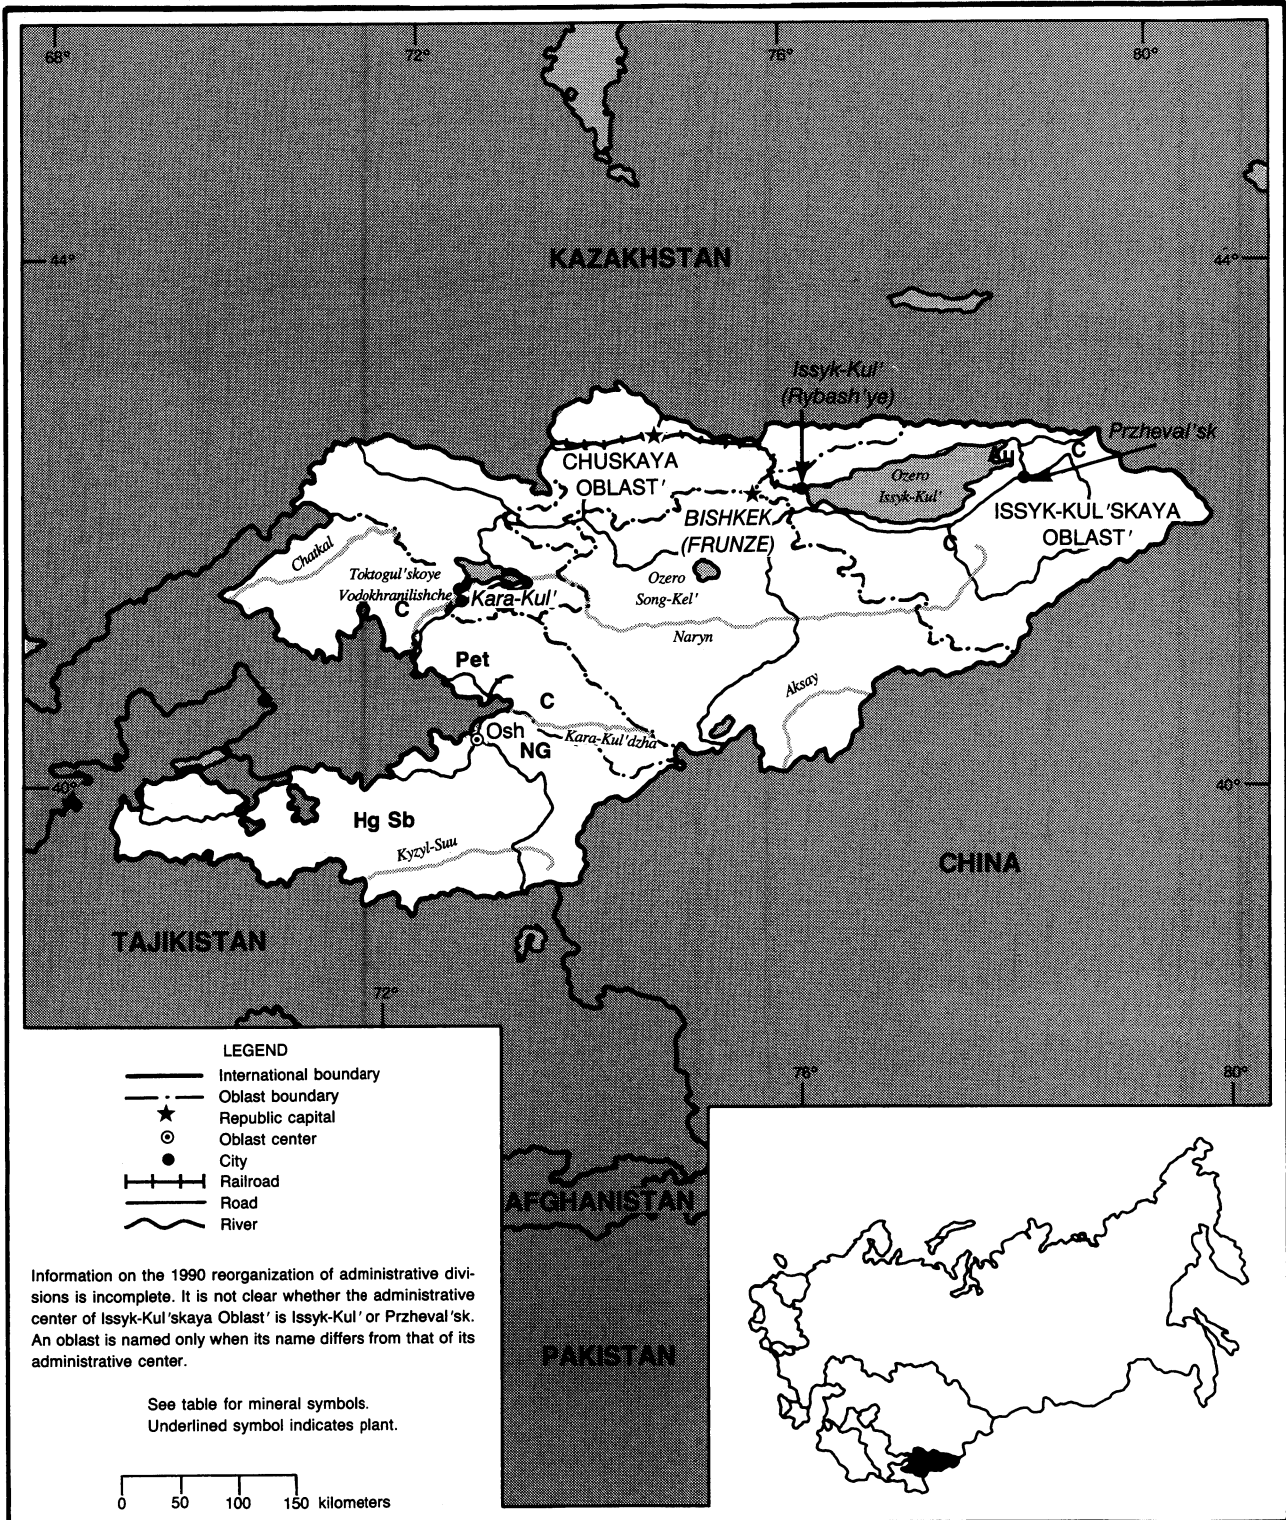 68°
72°
76°
80°
KAZAKHSTAN
44°
44°
Issyk-Kul'
(Rybash'ye)
Przheval'sk
CHUSKAYA
OBLAST'
Au
C
Ozero
Issyk-Kul'
ISSYK-KUL'SKAYA
OBLAST'
BISHKEK
(FRUNZE)
C
Chatkal
Toktogul'skoye
Vodokhranilishche
C
Kara-Kul'
Ozero
Song-Kel'
Naryn
Pet
Aksay
C
Osh
Kara-Kul'dzha
NG
40°
40°
Hg Sb
Kyzyl-Suu
CHINA
TAJIKISTAN
72°
76°
80°
LEGEND
International boundary
Oblast boundary
Republic capital
Oblast center
City
Railroad
Road
River
AFGHANISTAN
PAKISTAN
Information on the 1990 reorganization of administrative divi-
sions is incomplete. It is not clear whether the administrative
center of Issyk-Kul'skaya Oblast' is Issyk-Kul' or Przheval'sk.
An oblast is named only when its name differs from that of its
administrative center.
See table for mineral symbols.
Underlined symbol indicates plant.
0 50 100 150 kilometers